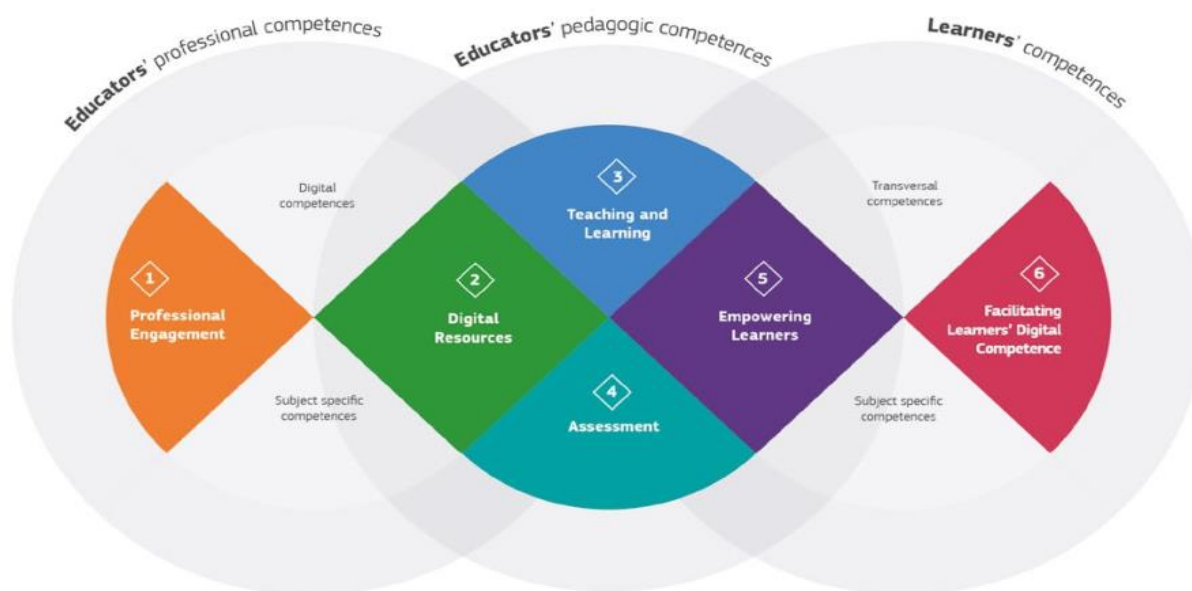 Educators' professional competences
Educators' pedagogic competences
Learners' competences
Digital
competences
Subject specific
competences
1
Professional
Engagement
2
Digital
Resources
3
Teaching and
Learning
4
Assessment
5
Empowering
Learners
Transversal
competences
Subject specific
competences
6
Facilitating
Learners' Digital
Competence